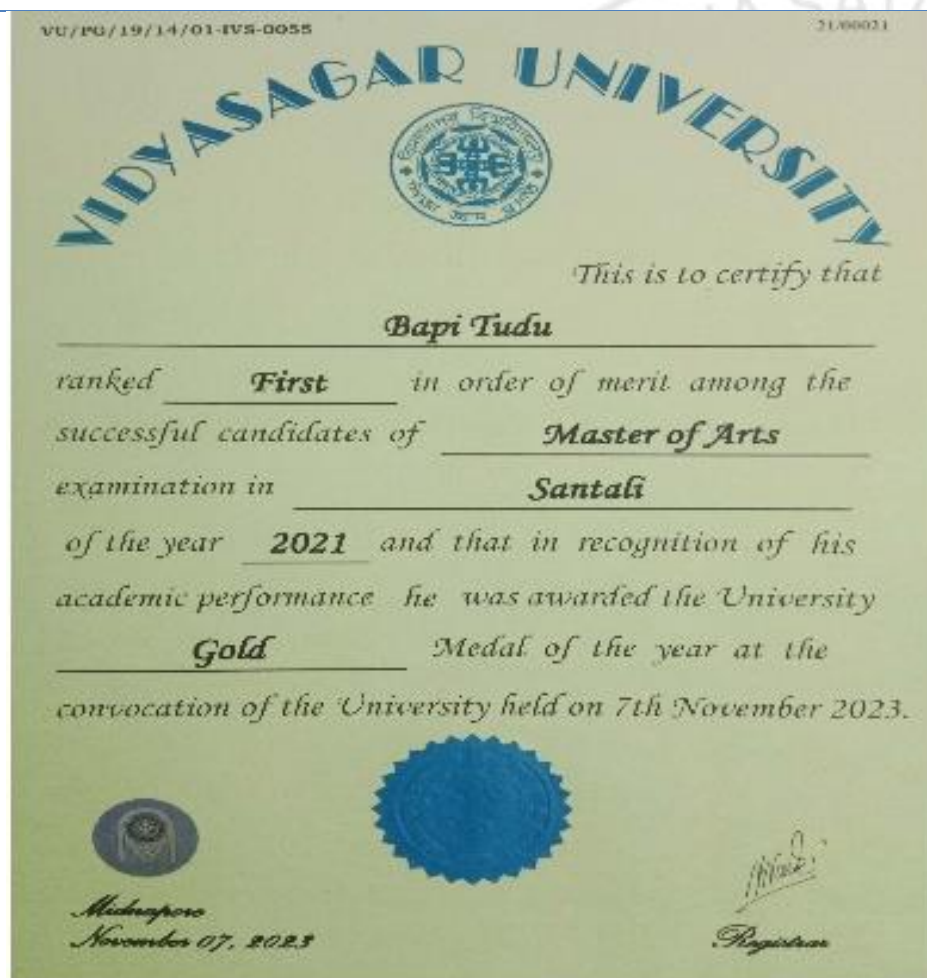 VU/PG/19/14/01-IVS-0055
21/00021
VIDYASAGAR UNIVERSITY
This is to certify that
Bapi Tudu
ranked First in order of merit among the
successful candidates of Master of Arts
examination in Santali
of the year 2021 and that in recognition of his
academic performance he was awarded the University
Gold Medal of the year at the
convocation of the University held on 7th November 2023.
Midnapore
November 07, 2023
Registrar